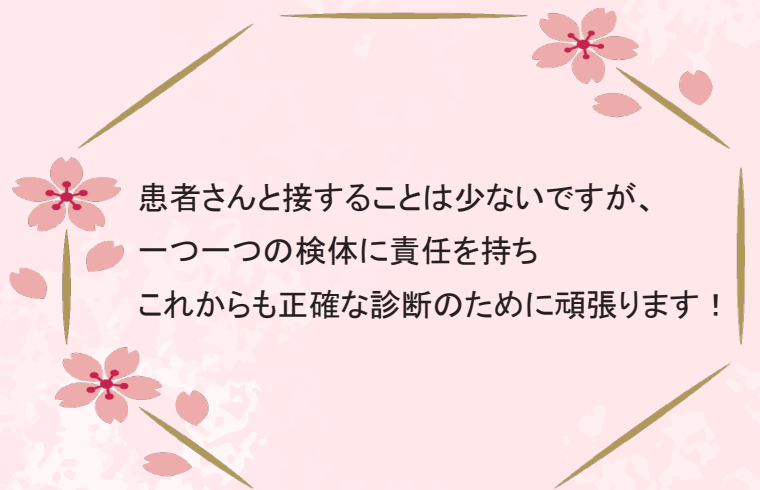 患者さんと接することは少ないですが、
一つ一つの検体に責任を持ち
これからも正確な診断のために頑張ります！